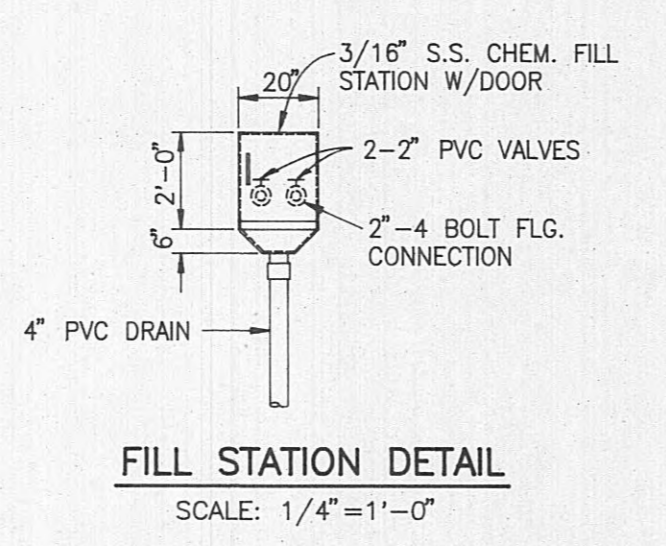 3/16" S.S. CHEM. FILL
STATION W/DOOR
20"
2'-0"
2-2" PVC VALVES
6"
2"-4 BOLT FLG.
CONNECTION
4" PVC DRAIN
FILL STATION DETAIL
SCALE: 1/4"=1'-0"